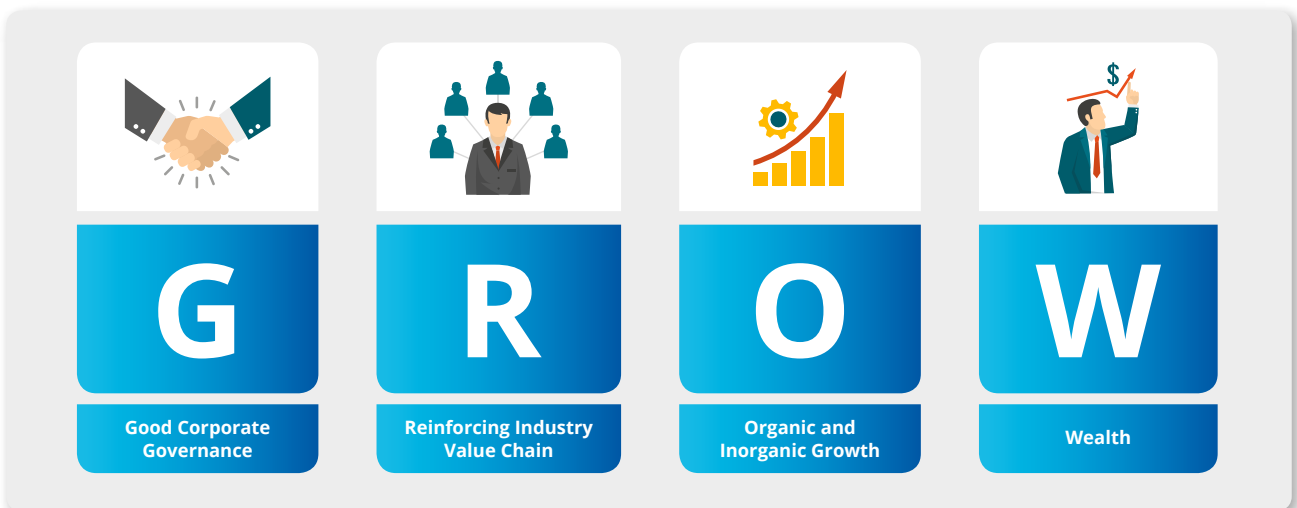 $
G
R
O
W
Good Corporate
Governance
Reinforcing Industry
Value Chain
Organic and
Inorganic Growth
Wealth